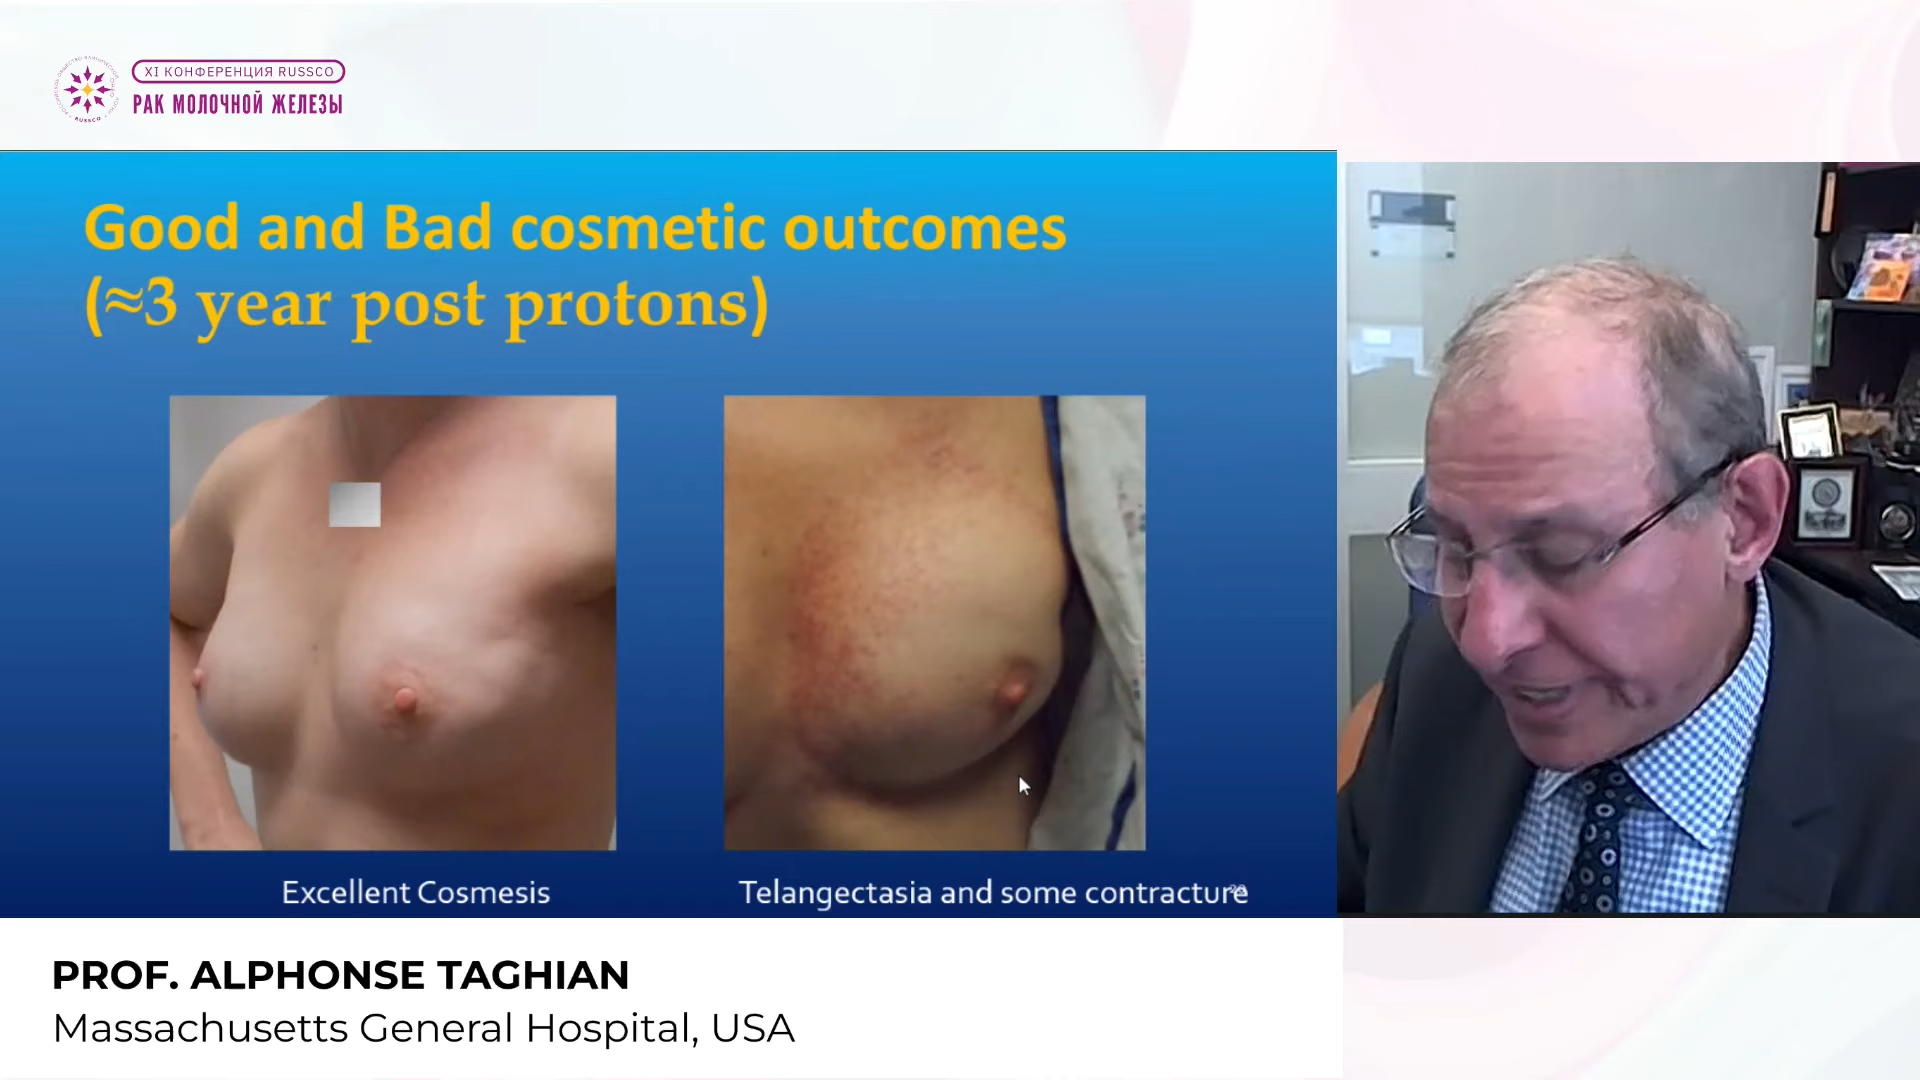 XI КОНФЕРЕНЦИЯ RUSSCO
РАК МОЛОЧНОЙ ЖЕЛЕЗЫ
RUSSCO
Good and Bad cosmetic outcomes
(≈3 year post protons)
Excellent Cosmesis
Telangectasia and some contracture
PROF. ALPHONSE TAGHIAN
Massachusetts General Hospital, USA